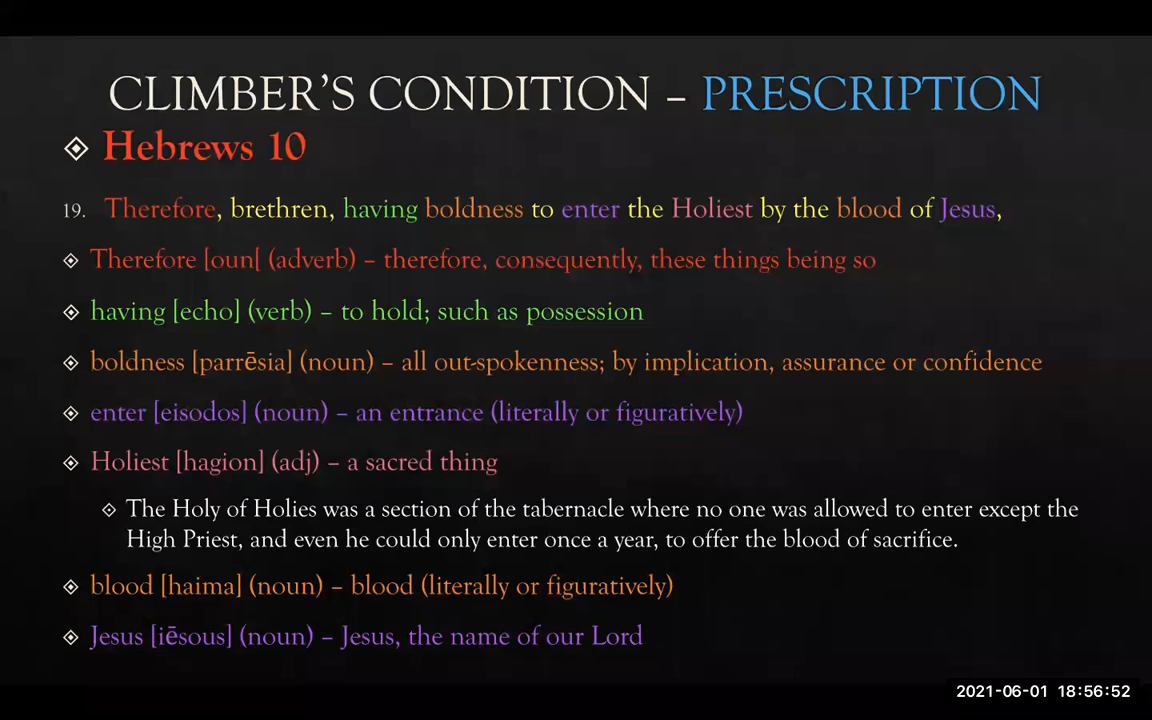 CLIMBER'S CONDITION – PRESCRIPTION
Hebrews 10
19. Therefore, brethren, having boldness to enter the Holiest by the blood of Jesus,
Therefore [oun[ (adverb) – therefore, consequently, these things being so
having [echo] (verb) – to hold; such as possession
boldness [parrēsia] (noun) – all out-spokenness; by implication, assurance or confidence
enter [eisodos] (noun) – an entrance (literally or figuratively)
Holiest [hagion] (adj) – a sacred thing
The Holy of Holies was a section of the tabernacle where no one was allowed to enter except the
High Priest, and even he could only enter once a year, to offer the blood of sacrifice.
blood [haima] (noun) – blood (literally or figuratively)
Jesus [iēsous] (noun) – Jesus, the name of our Lord
2021-06-01 18:56:52